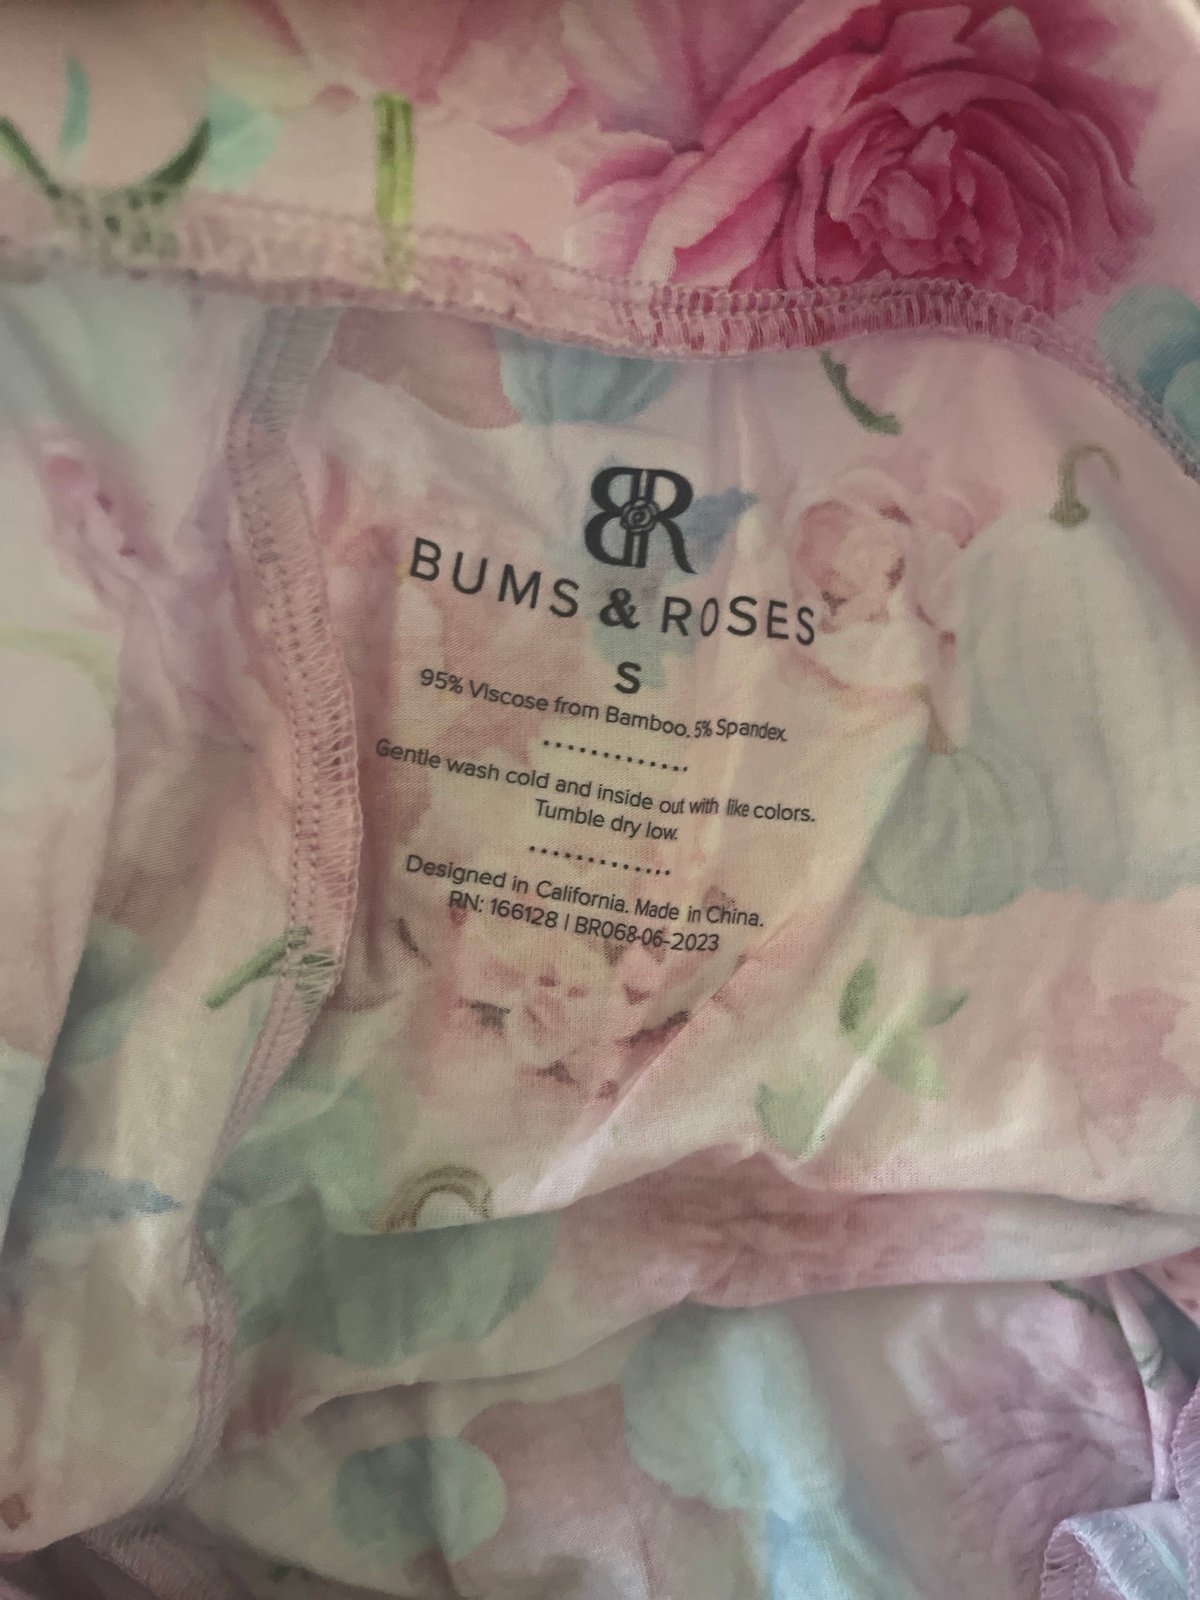 BR
BUMS & ROSES
S
95% Viscose from Bamboo. 5% Spandex.
Gentle wash cold and inside out with like colors.
Tumble dry low.
Designed in California. Made in China.
RN: 166128 | BR068-06-2023